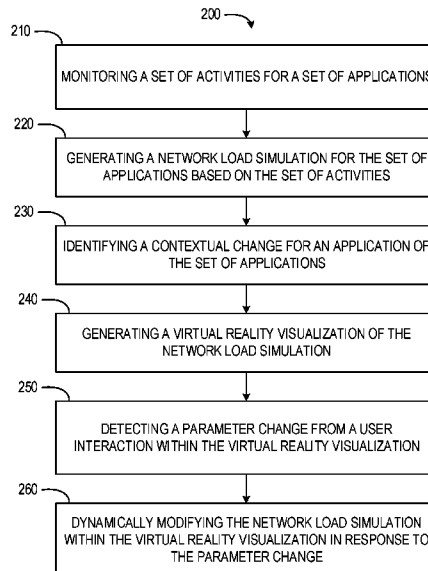 200
210
MONITORING A SET OF ACTIVITIES FOR A SET OF APPLICATIONS
220
GENERATING A NETWORK LOAD SIMULATION FOR THE SET OF
APPLICATIONS BASED ON THE SET OF ACTIVITIES
230
IDENTIFYING A CONTEXTUAL CHANGE FOR AN APPLICATION OF
THE SET OF APPLICATIONS
240
GENERATING A VIRTUAL REALITY VISUALIZATION OF THE
NETWORK LOAD SIMULATION
250
DETECTING A PARAMETER CHANGE FROM A USER
INTERACTION WITHIN THE VIRTUAL REALITY VISUALIZATION
260
DYNAMICALLY MODIFYING THE NETWORK LOAD SIMULATION
WITHIN THE VIRTUAL REALITY VISUALIZATION IN RESPONSE TO
THE PARAMETER CHANGE